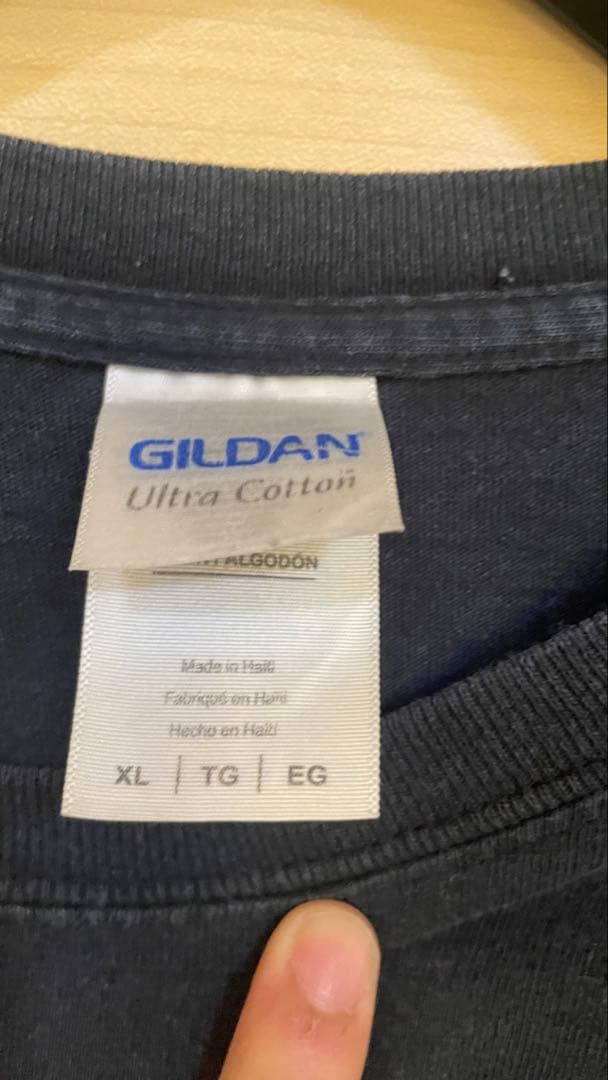 GILDAN
Ultra Cotton
ALGODÓN
Made in Haiti
Fabriqué en Haïti
Hecho en Haití
XL | TG | EG